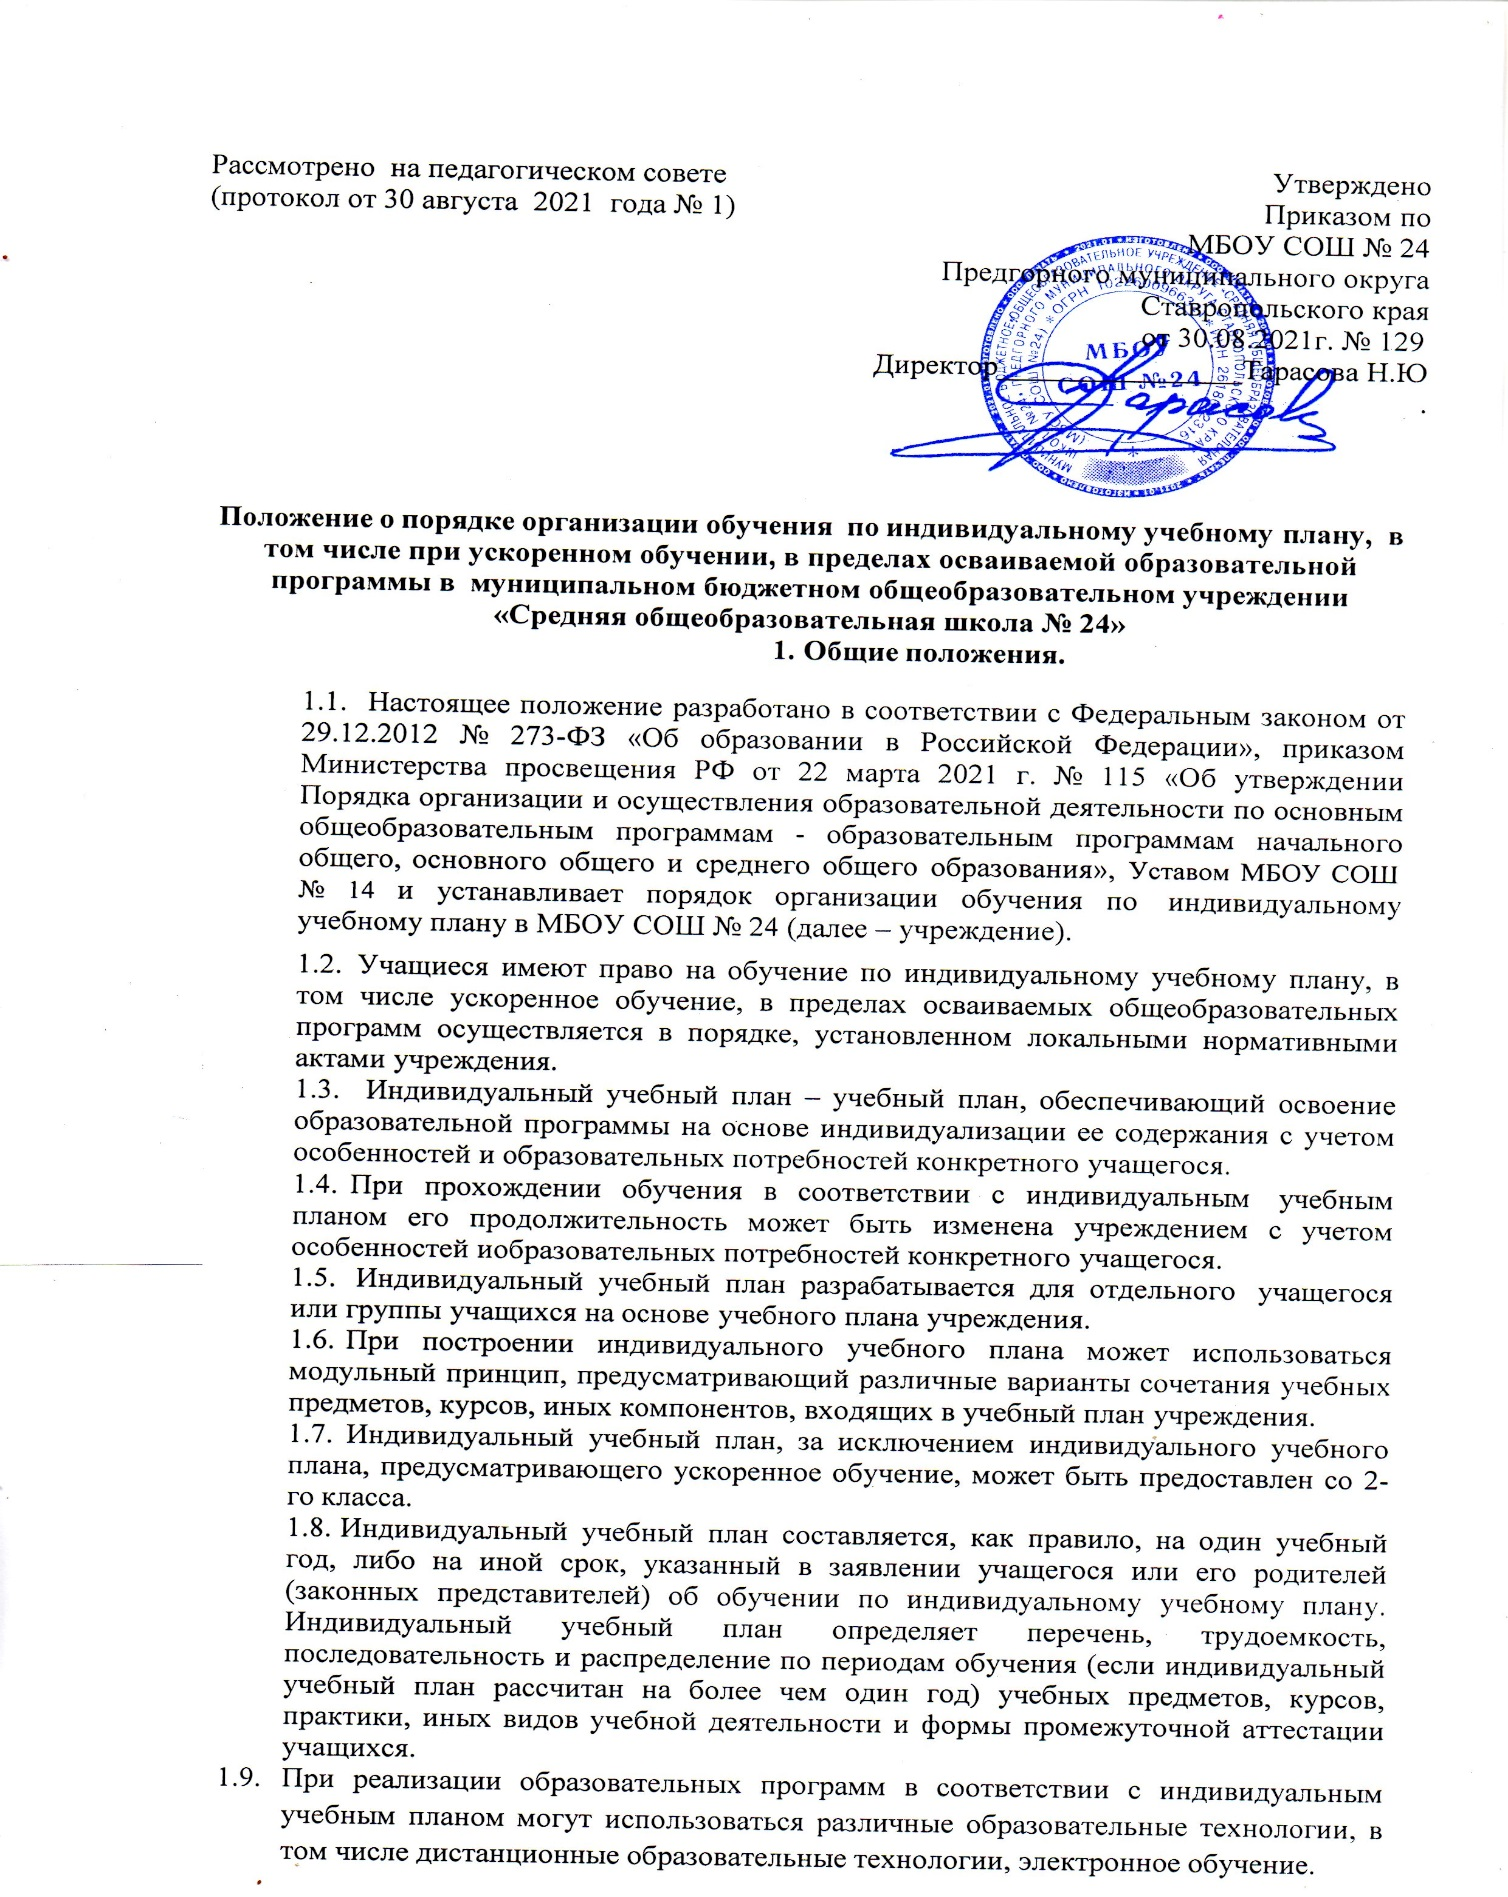 Рассмотрено на педагогическом совете
(протокол от 30 августа 2021 года № 1)
Утверждено
Приказом по
МБОУ СОШ № 24
Предгорного муниципального округа
Ставропольского края
от 30.08.2021г. № 129
Директор Тарасова Н.Ю
.
МБОУ
СОШ №24
Положение о порядке организации обучения по индивидуальному учебному плану, в
том числе при ускоренном обучении, в пределах осваиваемой образовательной
программы в муниципальном бюджетном общеобразовательном учреждении
«Средняя общеобразовательная школа № 24»
1. Общие положения.
1.1. Настоящее положение разработано в соответствии с Федеральным законом от
29.12.2012 № 273-ФЗ «Об образовании в Российской Федерации», приказом
Министерства просвещения РФ от 22 марта 2021 г. № 115 «Об утверждении
Порядка организации и осуществления образовательной деятельности по основным
общеобразовательным программам - образовательным программам начального
общего, основного общего и среднего общего образования», Уставом МБОУ СОШ
№ 14 и устанавливает порядок организации обучения по индивидуальному
учебному плану в МБОУ СОШ № 24 (далее – учреждение).
1.2. Учащиеся имеют право на обучение по индивидуальному учебному плану, в
том числе ускоренное обучение, в пределах осваиваемых общеобразовательных
программ осуществляется в порядке, установленном локальными нормативными
актами учреждения.
1.3. Индивидуальный учебный план – учебный план, обеспечивающий освоение
образовательной программы на основе индивидуализации ее содержания с учетом
особенностей и образовательных потребностей конкретного учащегося.
1.4. При прохождении обучения в соответствии с индивидуальным учебным
планом его продолжительность может быть изменена учреждением с учетом
особенностей иобразовательных потребностей конкретного учащегося.
1.5. Индивидуальный учебный план разрабатывается для отдельного учащегося
или группы учащихся на основе учебного плана учреждения.
1.6. При построении индивидуального учебного плана может использоваться
модульный принцип, предусматривающий различные варианты сочетания учебных
предметов, курсов, иных компонентов, входящих в учебный план учреждения.
1.7. Индивидуальный учебный план, за исключением индивидуального учебного
плана, предусматривающего ускоренное обучение, может быть предоставлен со 2-
го класса.
1.8. Индивидуальный учебный план составляется, как правило, на один учебный
год, либо на иной срок, указанный в заявлении учащегося или его родителей
(законных представителей) об обучении по индивидуальному учебному плану.
Индивидуальный учебный план определяет перечень, трудоемкость,
последовательность и распределение по периодам обучения (если индивидуальный
учебный план рассчитан на более чем один год) учебных предметов, курсов,
практики, иных видов учебной деятельности и формы промежуточной аттестации
учащихся.
1.9. При реализации образовательных программ в соответствии с индивидуальным
учебным планом могут использоваться различные образовательные технологии, в
том числе дистанционные образовательные технологии, электронное обучение.